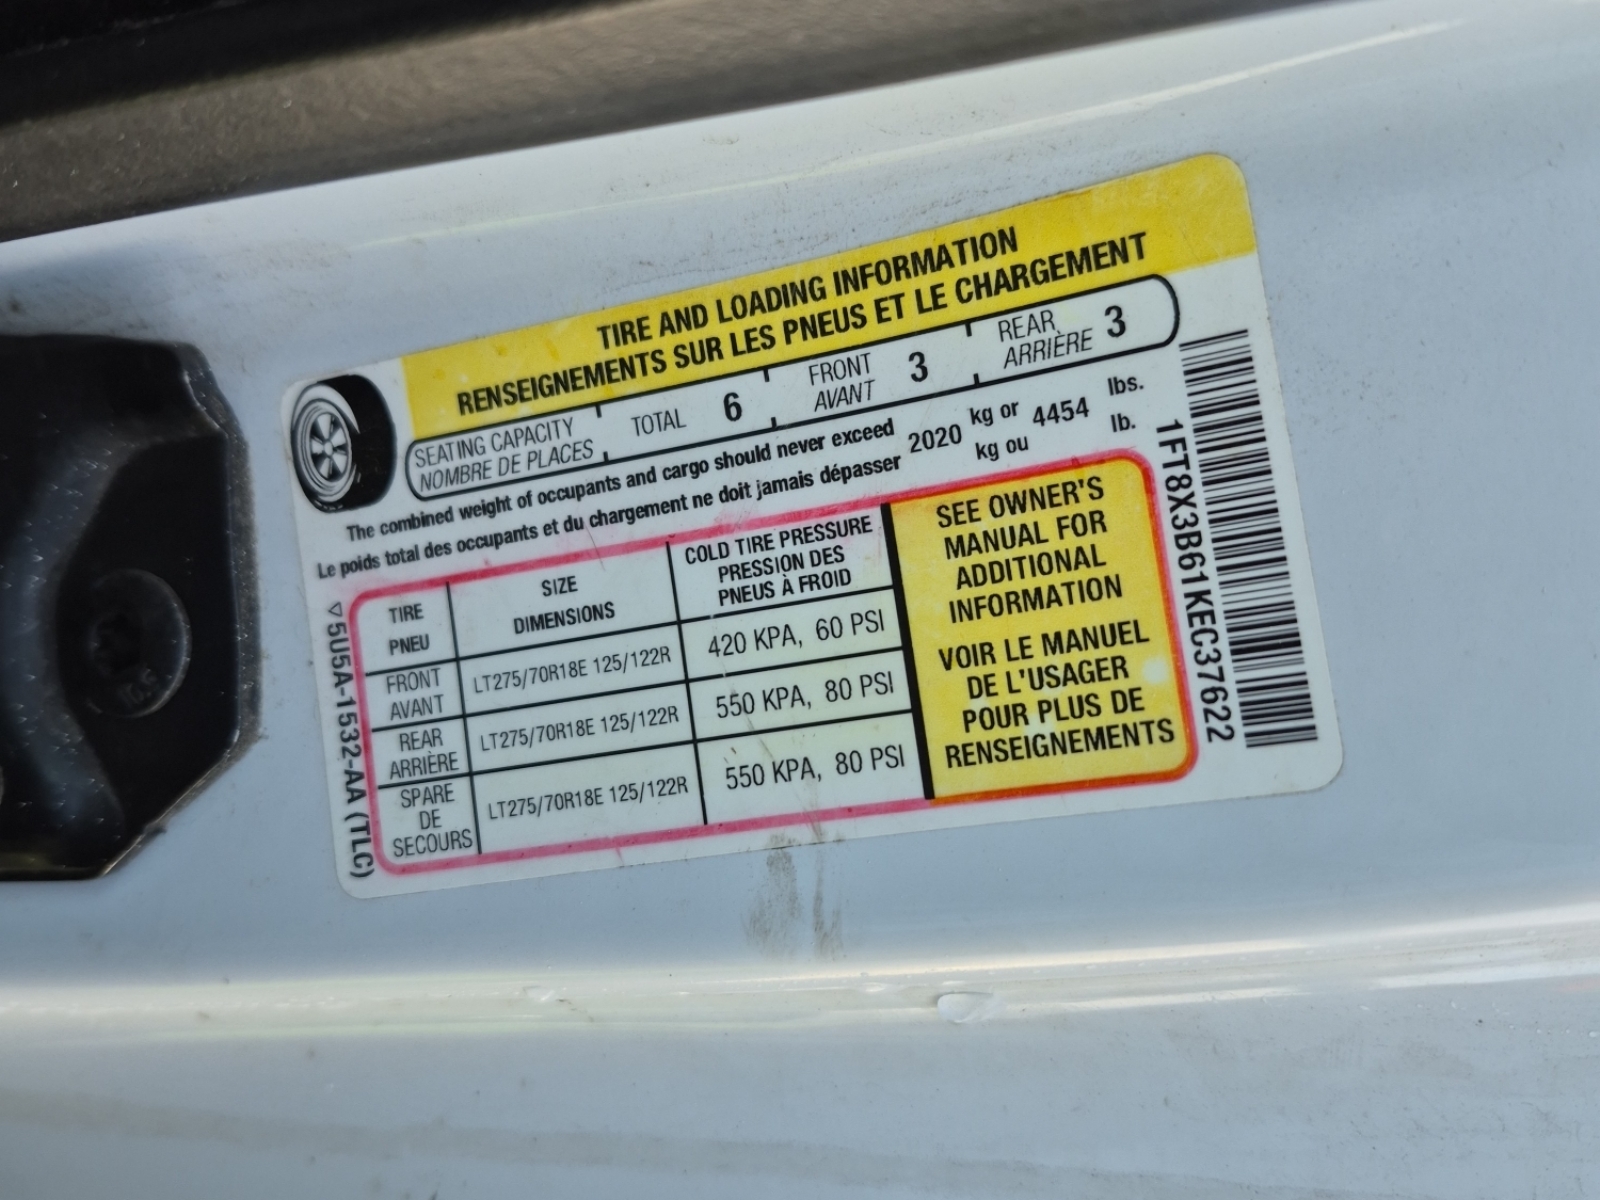 TIRE AND LOADING INFORMATION
RENSEIGNEMENTS SUR LES PNEUS ET LE CHARGEMENT
SEATING CAPACITY TOTAL 6 FRONT 3 REAR 3
NOMBRE DE PLACES AVANT ARRIÈRE
The combined weight of occupants and cargo should never exceed 2020 kg or 4454 lbs.
Le poids total des occupants et du chargement ne doit jamais dépasser kg ou lb.
TIRE
PNEU
SIZE
DIMENSIONS
COLD TIRE PRESSURE
PRESSION DES
PNEUS À FROID
FRONT
AVANT
LT275/70R18E 125/122R
420 KPA, 60 PSI
REAR
ARRIÈRE
LT275/70R18E 125/122R
550 KPA, 80 PSI
SPARE
DE
SECOURS
LT275/70R18E 125/122R
550 KPA, 80 PSI
SEE OWNER'S
MANUAL FOR
ADDITIONAL
INFORMATION
VOIR LE MANUEL
DE L'USAGER
POUR PLUS DE
RENSEIGNEMENTS
1FT8X3B61KEC37622
5U5A-1532-AA (TLC)